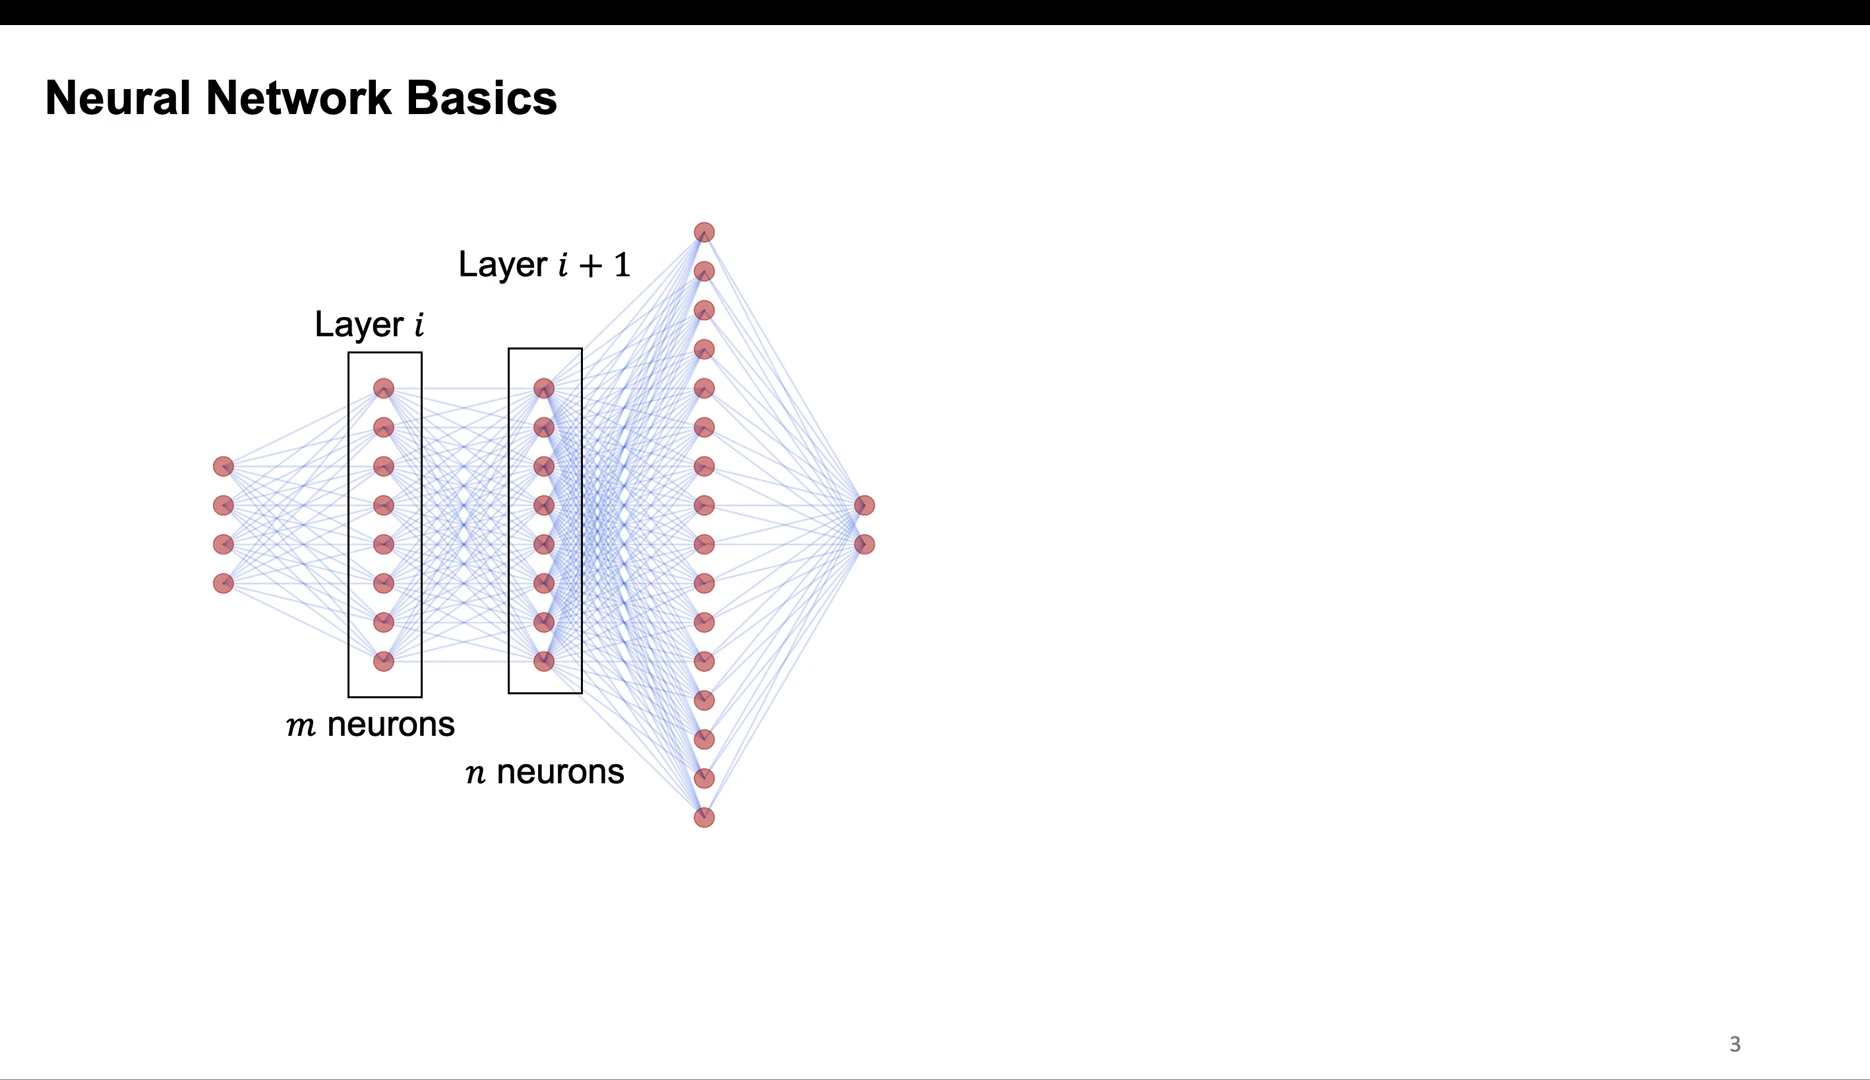 Neural Network Basics
Layer i + 1
Layer i
m neurons
n neurons
3